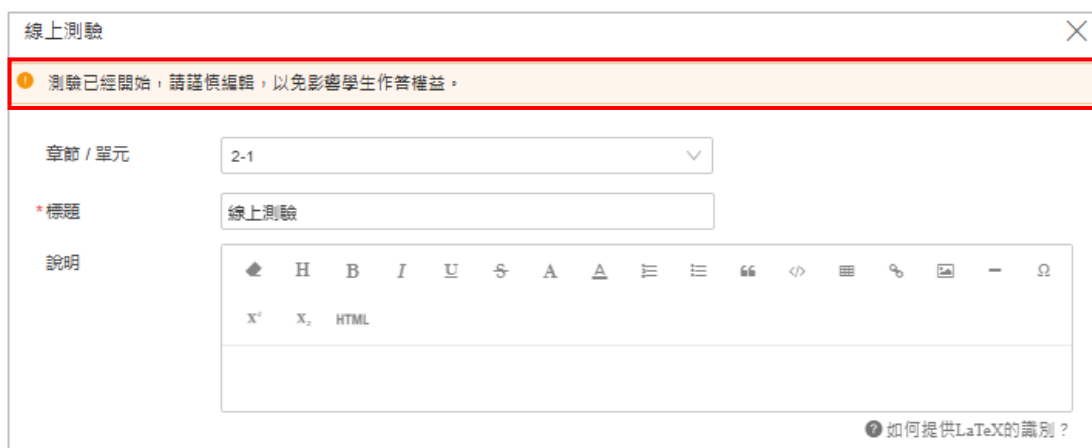 線上測驗
測驗已經開始，請謹慎編輯，以免影響學生作答權益。
章節 / 單元
2-1
*標題
線上測驗
說明
H B I U S A A Ω
X² X₂ HTML
如何提供LaTeX的識別？